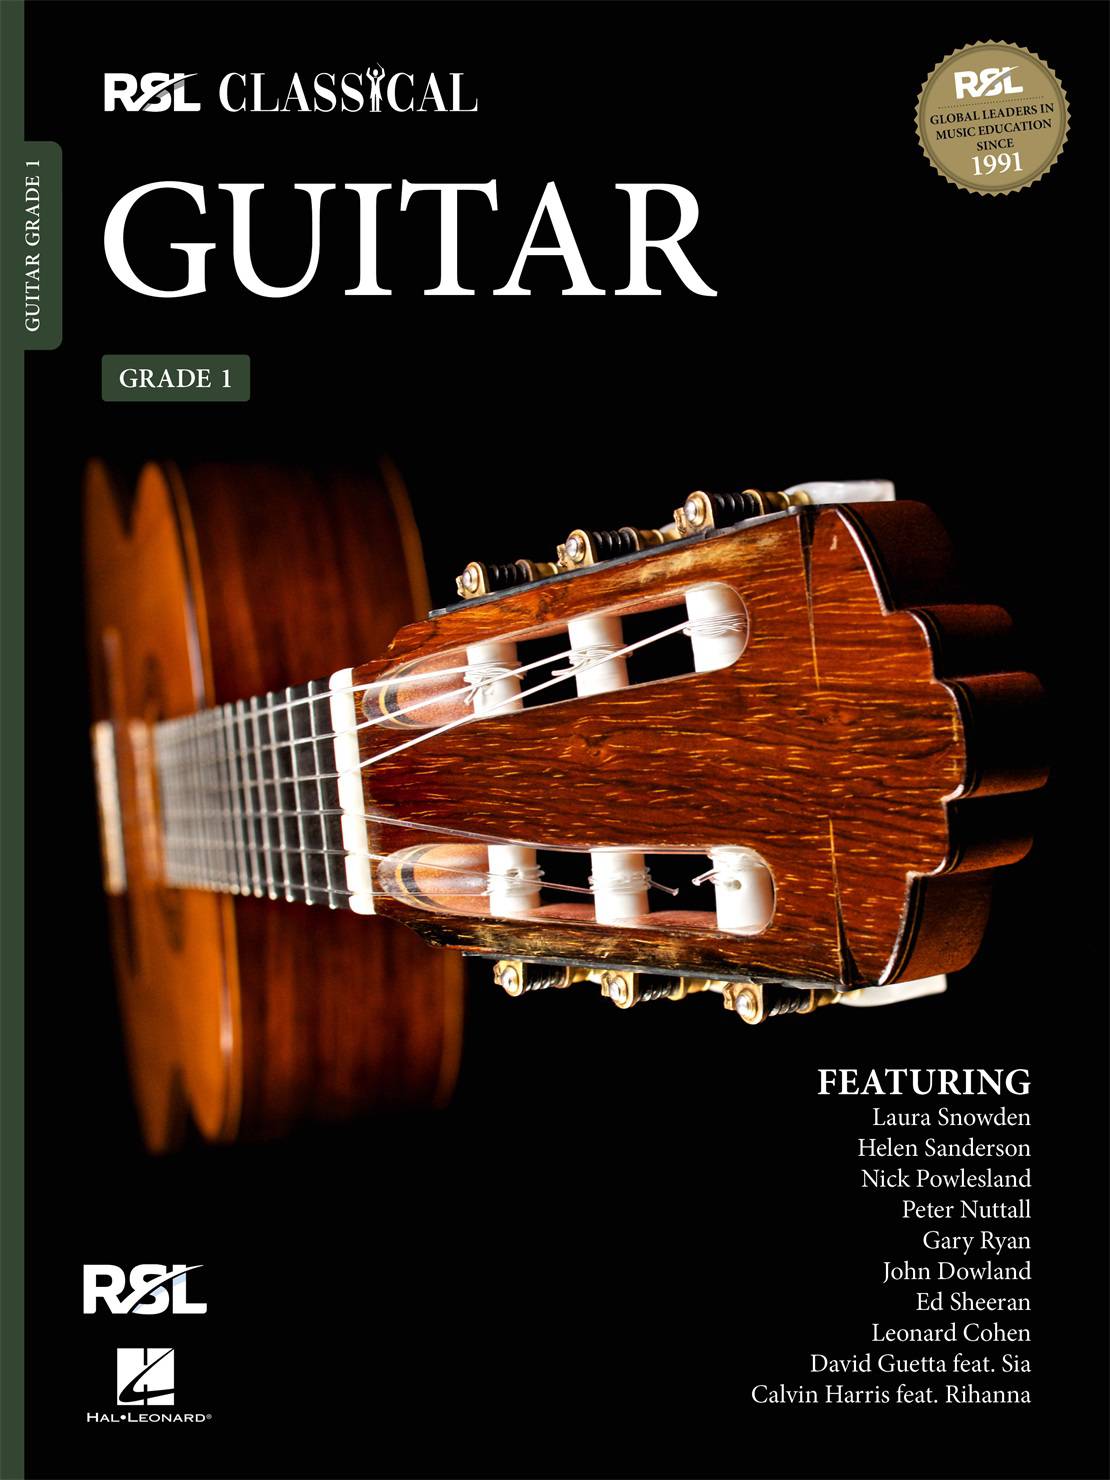 RSL CLASSICAL
RSL
GLOBAL LEADERS IN
MUSIC EDUCATION
SINCE
1991
GUITAR GRADE 1
GUITAR
GRADE 1
FEATURING
Laura Snowden
Helen Sanderson
Nick Powlesland
Peter Nuttall
Gary Ryan
John Dowland
Ed Sheeran
Leonard Cohen
David Guetta feat. Sia
Calvin Harris feat. Rihanna
RSL
HAL•LEONARD®